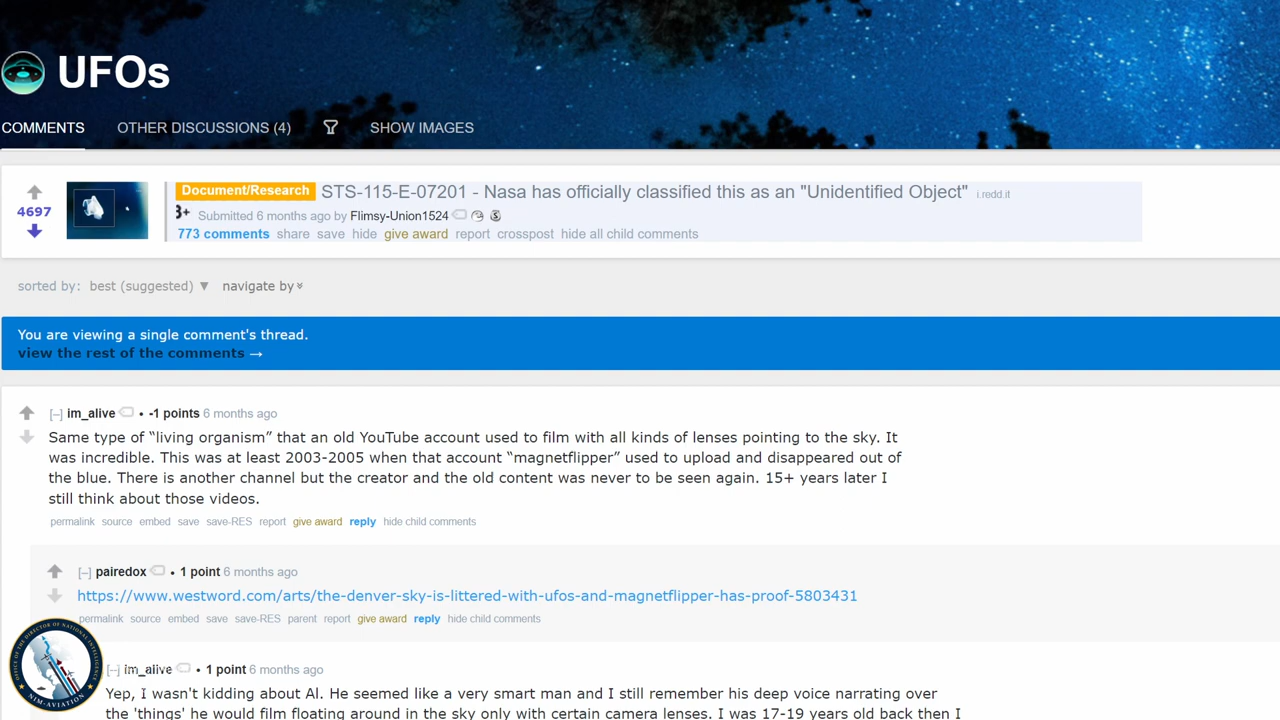 UFOs
COMMENTS OTHER DISCUSSIONS (4) SHOW IMAGES
4697
Document/Research STS-115-E-07201 - Nasa has officially classified this as an "Unidentified Object" i.redd.it
Submitted 6 months ago by Flimsy-Union1524
773 comments share save hide give award report crosspost hide all child comments
sorted by: best (suggested) ▼ navigate by
You are viewing a single comment's thread.
view the rest of the comments →
[–] im_alive • -1 points 6 months ago
Same type of “living organism” that an old YouTube account used to film with all kinds of lenses pointing to the sky. It
was incredible. This was at least 2003-2005 when that account “magnetflipper” used to upload and disappeared out of
the blue. There is another channel but the creator and the old content was never to be seen again. 15+ years later I
still think about those videos.
permalink source embed save save-RES report give award reply hide child comments
[–] pairedox • 1 point 6 months ago
https://www.westword.com/arts/the-denver-sky-is-littered-with-ufos-and-magnetflipper-has-proof-5803431
permalink source embed save save-RES parent report give award reply hide child comments
OFFICE OF THE DIRECTOR OF NATIONAL INTELLIGENCE
NIM-AVIATION
[–] im_alive • 1 point 6 months ago
Yep, I wasn't kidding about Al. He seemed like a very smart man and I still remember his deep voice narrating over
the 'things' he would film floating around in the sky only with certain camera lenses. I was 17-19 years old back then I